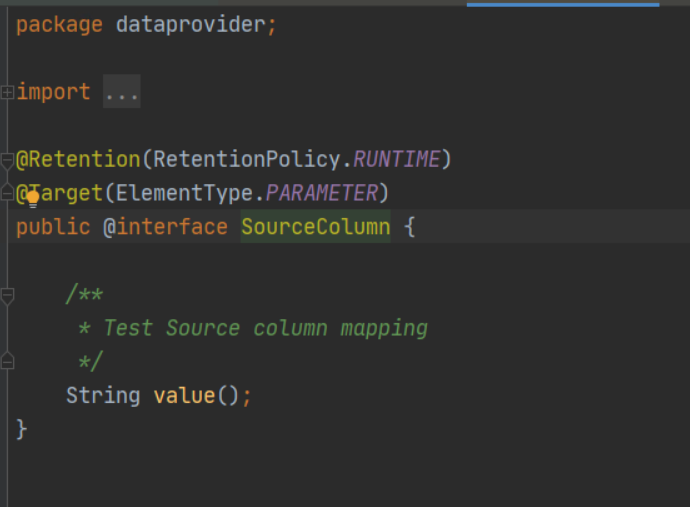 package dataprovider;
import ...
@Retention(RetentionPolicy.RUNTIME)
@Target(ElementType.PARAMETER)
public @interface SourceColumn {
/**
* Test Source column mapping
*/
String value();
}